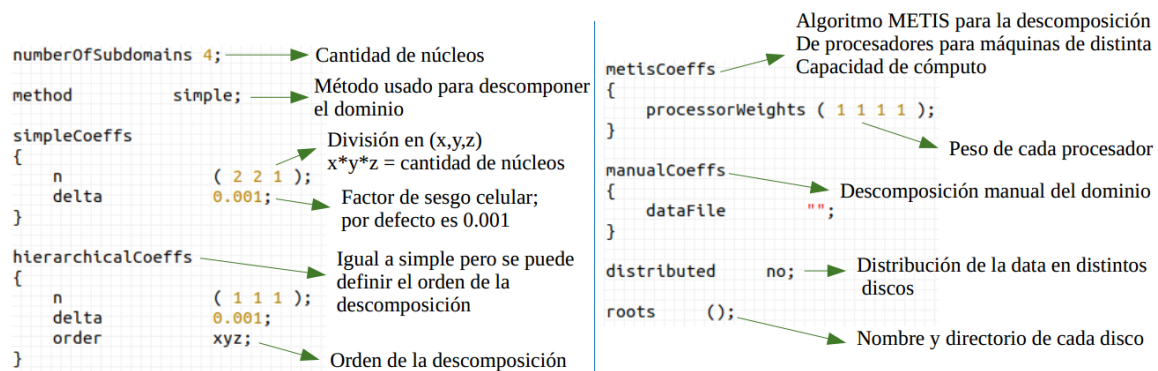 numberOfSubdomains 4;
Cantidad de núcleos
method simple;
Método usado para descomponer
el dominio
simpleCoeffs
{
n ( 2 2 1 );
delta 0.001;
}
División en (x,y,z)
x*y*z = cantidad de núcleos
Factor de sesgo celular;
por defecto es 0.001
hierarchicalCoeffs
{
n ( 1 1 1 );
delta 0.001;
order xyz;
}
Igual a simple pero se puede
definir el orden de la
descomposición
Orden de la descomposición
Algoritmo METIS para la descomposición
De procesadores para máquinas de distinta
Capacidad de cómputo
metisCoeffs
{
processorWeights ( 1 1 1 1 );
}
Peso de cada procesador
manualCoeffs
{
dataFile "";
}
Descomposición manual del dominio
distributed no;
Distribución de la data en distintos
discos
roots ();
Nombre y directorio de cada disco